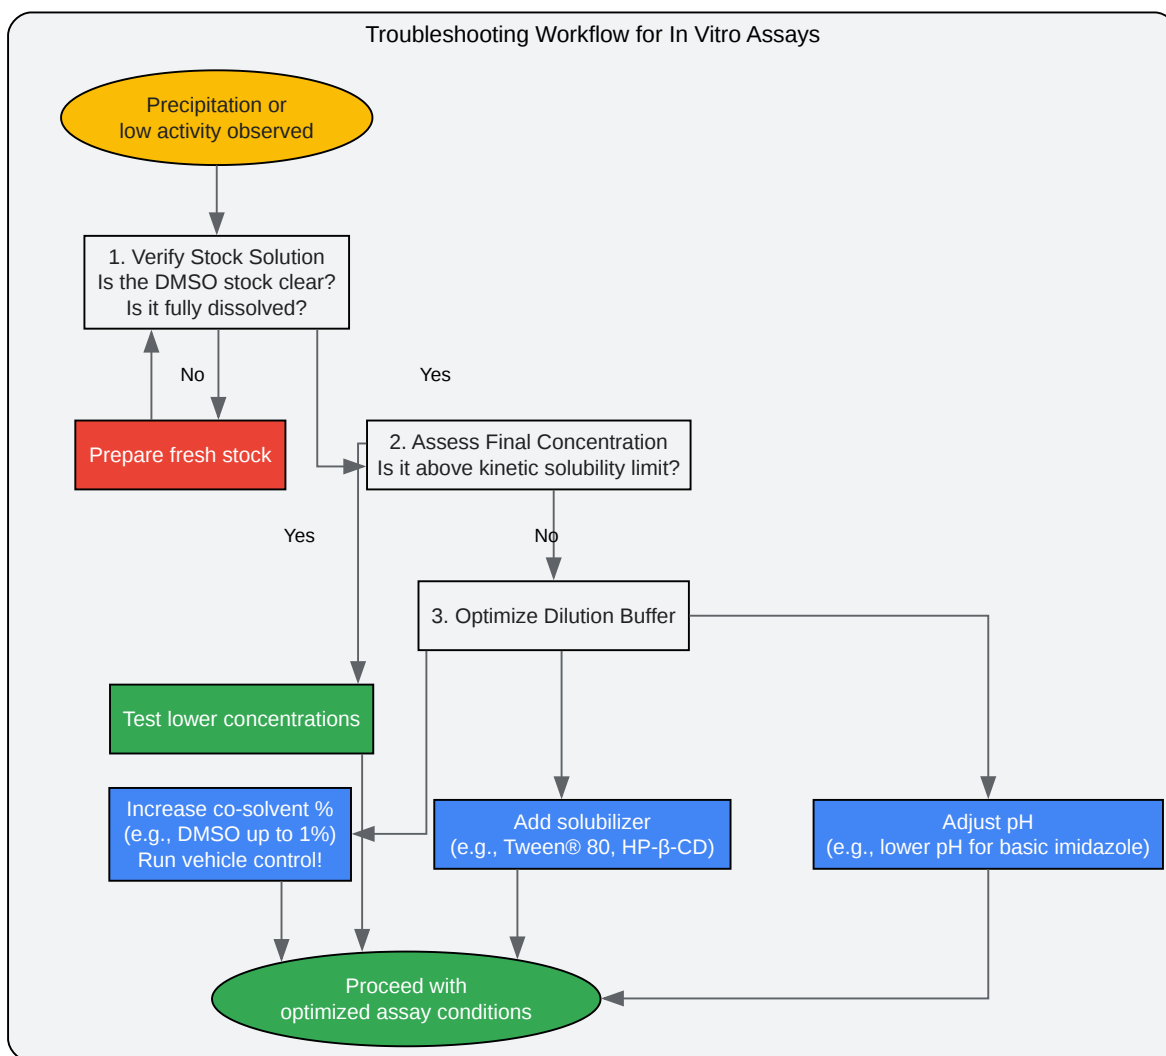 Troubleshooting Workflow for In Vitro Assays
Precipitation or
low activity observed
1. Verify Stock Solution
Is the DMSO stock clear?
Is it fully dissolved?
No
Yes
Prepare fresh stock
2. Assess Final Concentration
Is it above kinetic solubility limit?
Yes
No
3. Optimize Dilution Buffer
Test lower concentrations
Increase co-solvent %
(e.g., DMSO up to 1%)
Run vehicle control!
Add solubilizer
(e.g., Tween® 80, HP-β-CD)
Adjust pH
(e.g., lower pH for basic imidazole)
Proceed with
optimized assay conditions